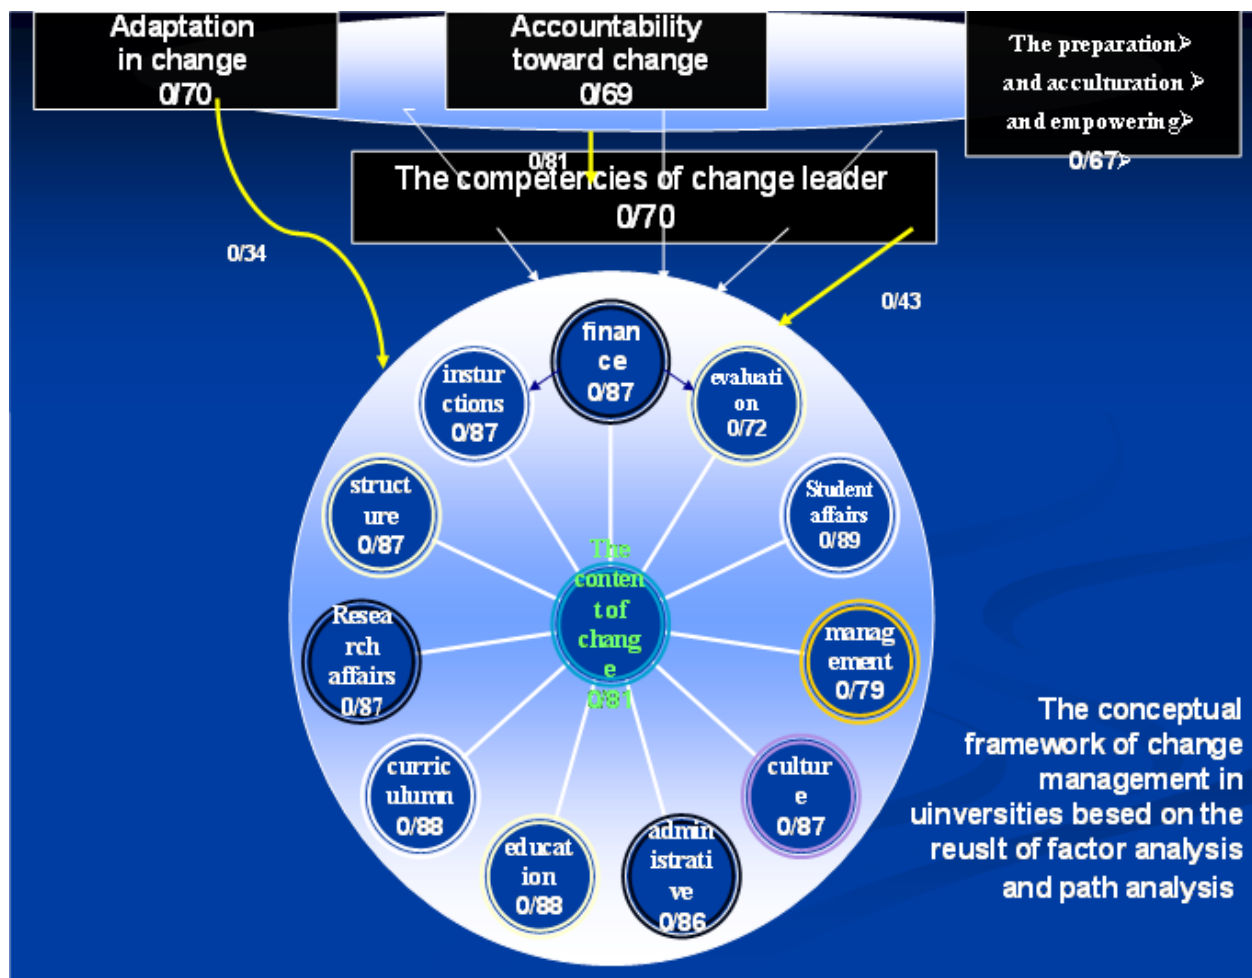 Adaptation
in change
0/70
Accountability
toward change
0/69
The preparation
and acculturation
and empowering
0/67
0/81
The competencies of change leader
0/70
0/34
0/43
finan
ce
0/87
insturctions
0/87
evaluati
on
0/72
Student
affairs
0/89
struct
ure
0/87
The
conten
t of
chang
e
0/81
Resea
rch
affairs
0/87
manag
ement
0/79
curric
ulumn
0/88
cultur
e
0/87
educat
ion
0/88
admin
istrati
ve
0/86
The conceptual
framework of change
management in
uinversities besed on the
reuslt of factor analysis
and path analysis